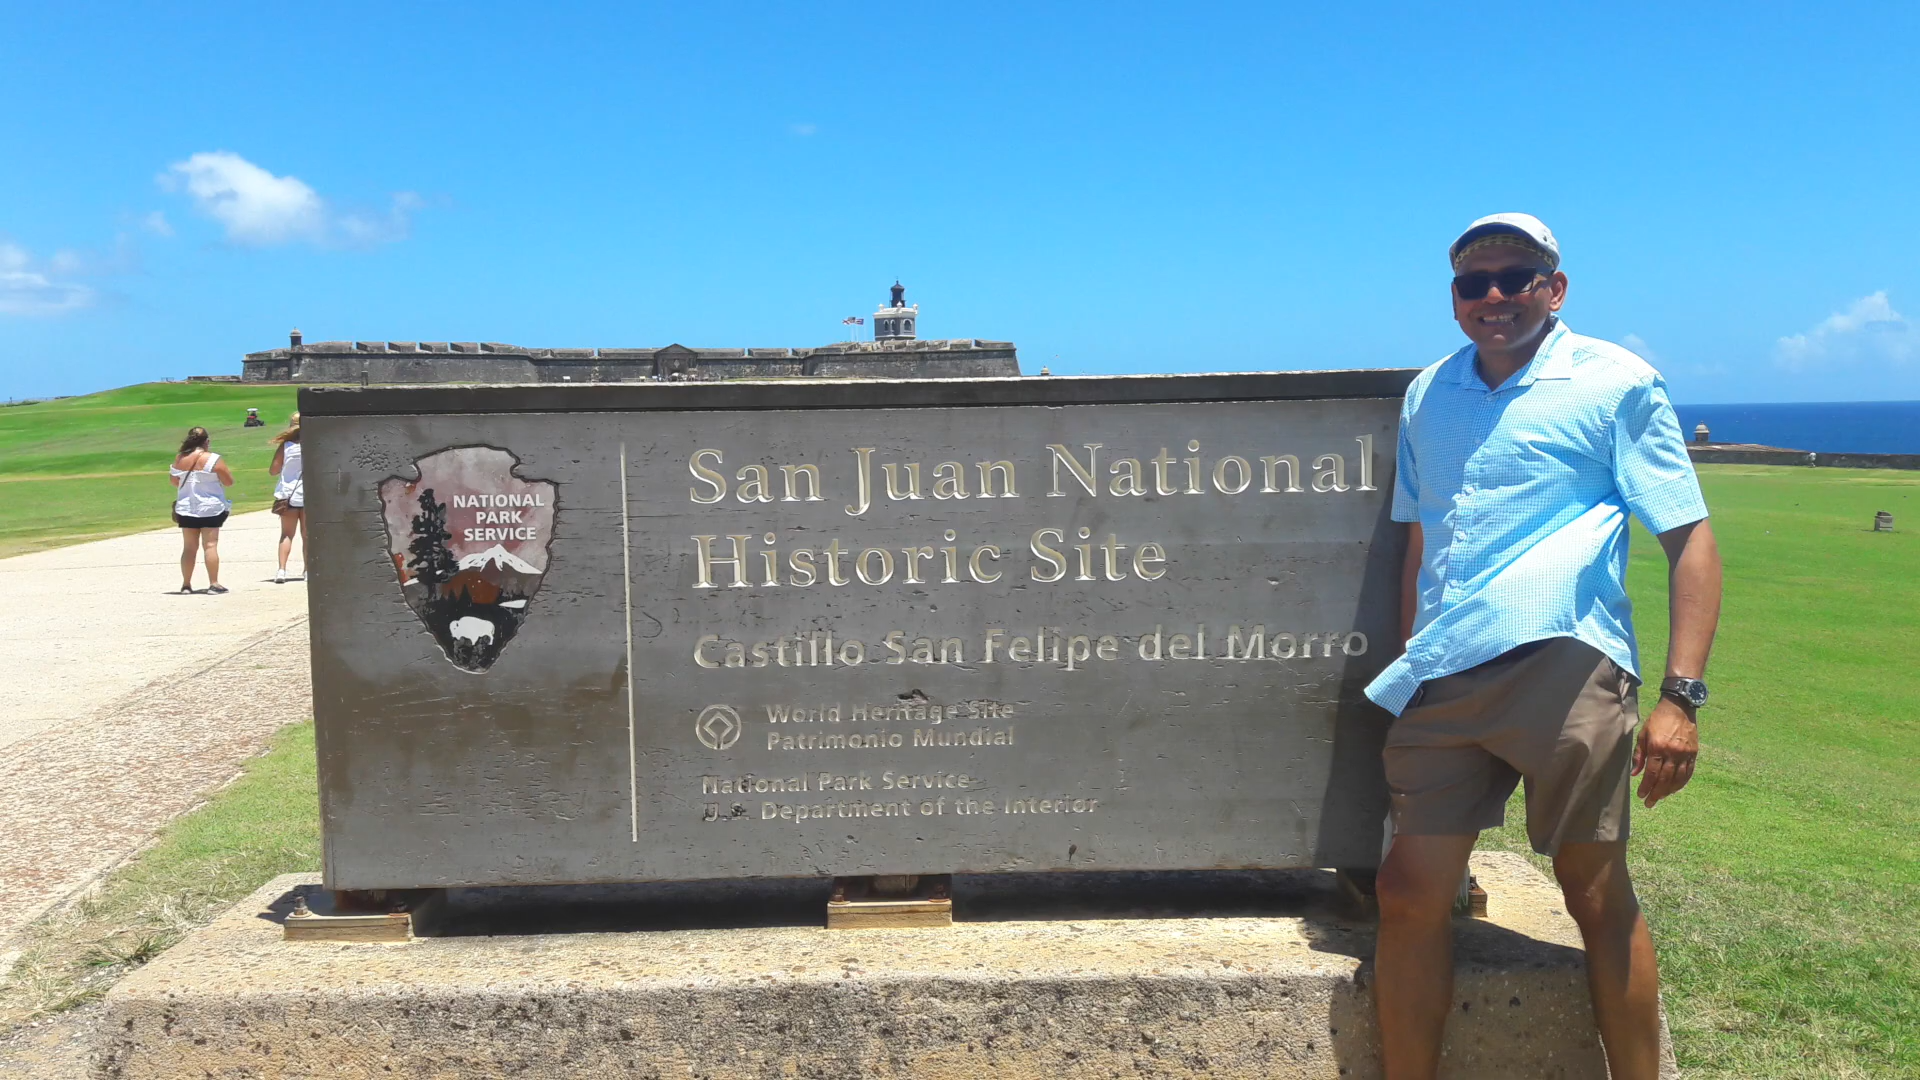 NATIONAL
PARK
SERVICE
San Juan National
Historic Site
Castillo San Felipe del Morro
World Heritage Site
Patrimonio Mundial
National Park Service
U.S. Department of the Interior